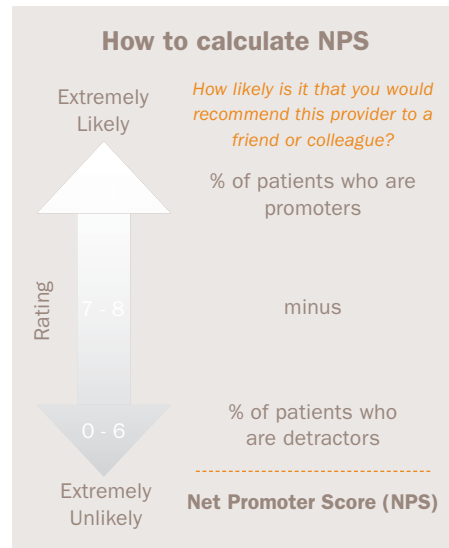 How to calculate NPS
Extremely
Likely
How likely is it that you would
recommend this provider to a
friend or colleague?
% of patients who are
promoters
Rating
7 - 8
minus
0 - 6
% of patients who
are detractors
Extremely
Unlikely
Net Promoter Score (NPS)